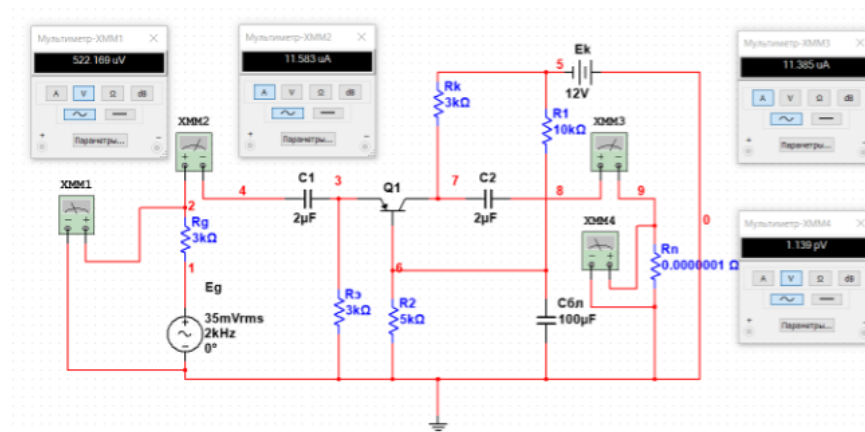 Мультиметр-XMM1
522.169 uV
A V Ω dB
Параметры...
Мультиметр-XMM2
11.583 uA
A V Ω dB
Параметры...
Мультиметр-XMM3
11.385 uA
A V Ω dB
Параметры...
Мультиметр-XMM4
1.139 pV
A V Ω dB
Параметры...
XMM1
XMM2
XMM3
XMM4
Ek
12V
5
Rk
3kΩ
R1
10kΩ
C1
2µF
C2
2µF
Q1
4
3
7
8
9
0
2
Rg
3kΩ
1
Eg
35mVrms
2kHz
0°
Rэ
3kΩ
6
R2
5kΩ
Сбл
100µF
Rn
0.0000001 Ω